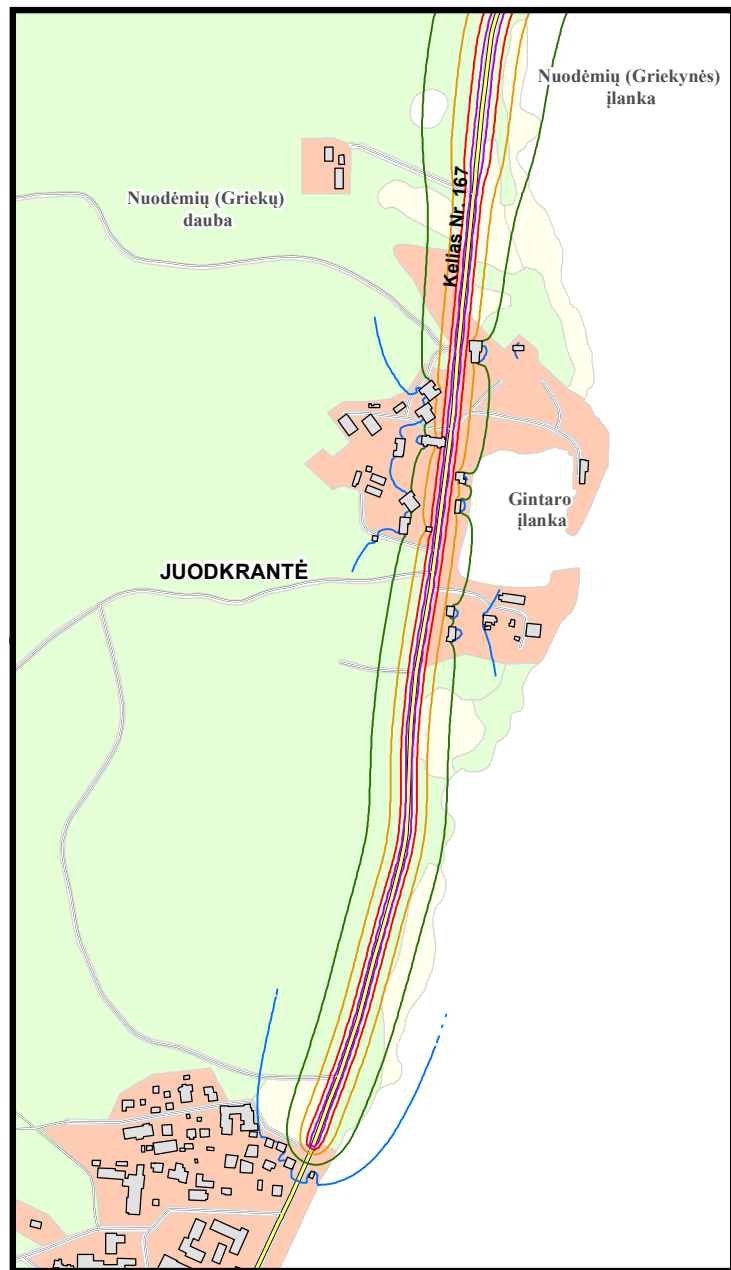 Nuodėmių (Griekynės)
įlanka
Kelias Nr. 167
Nuodėmių (Griekų)
dauba
Gintaro
įlanka
JUODKRANTĖ